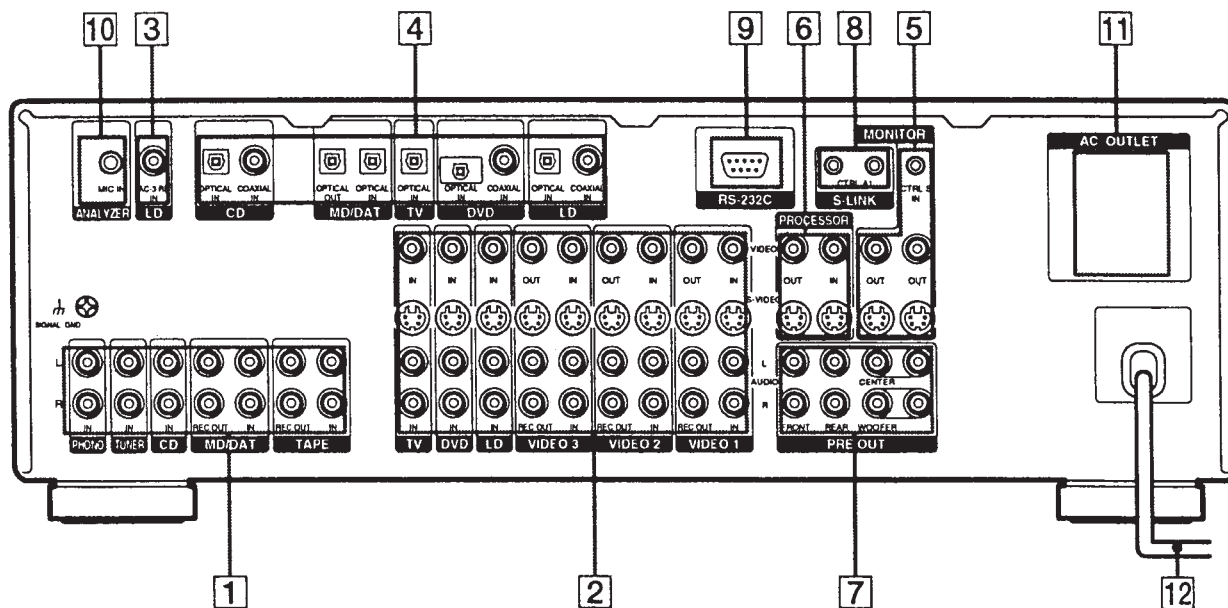 10 3 4 9 6 8 5 11
MONITOR
AC OUTLET
MIC IN
AC-3 RF IN
OPTICAL IN COAXIAL IN
OPTICAL OUT OPTICAL IN
OPTICAL IN
OPTICAL IN COAXIAL IN
OPTICAL IN COAXIAL IN
CTRL A1
CTRL S IN
ANALYZER LD CD MD/DAT TV DVD LD RS-232C S-LINK
PROCESSOR
VIDEO
IN IN IN OUT IN OUT IN OUT IN OUT IN OUT OUT
S-VIDEO
SIGNAL GND
L L
AUDIO CENTER
R R
IN IN IN REC OUT IN REC OUT IN IN IN IN REC OUT IN REC OUT IN REC OUT IN FRONT REAR WOOFER
PHONO TUNER CD MD/DAT TAPE TV DVD LD VIDEO 3 VIDEO 2 VIDEO 1 PRE OUT
1 2 7 12